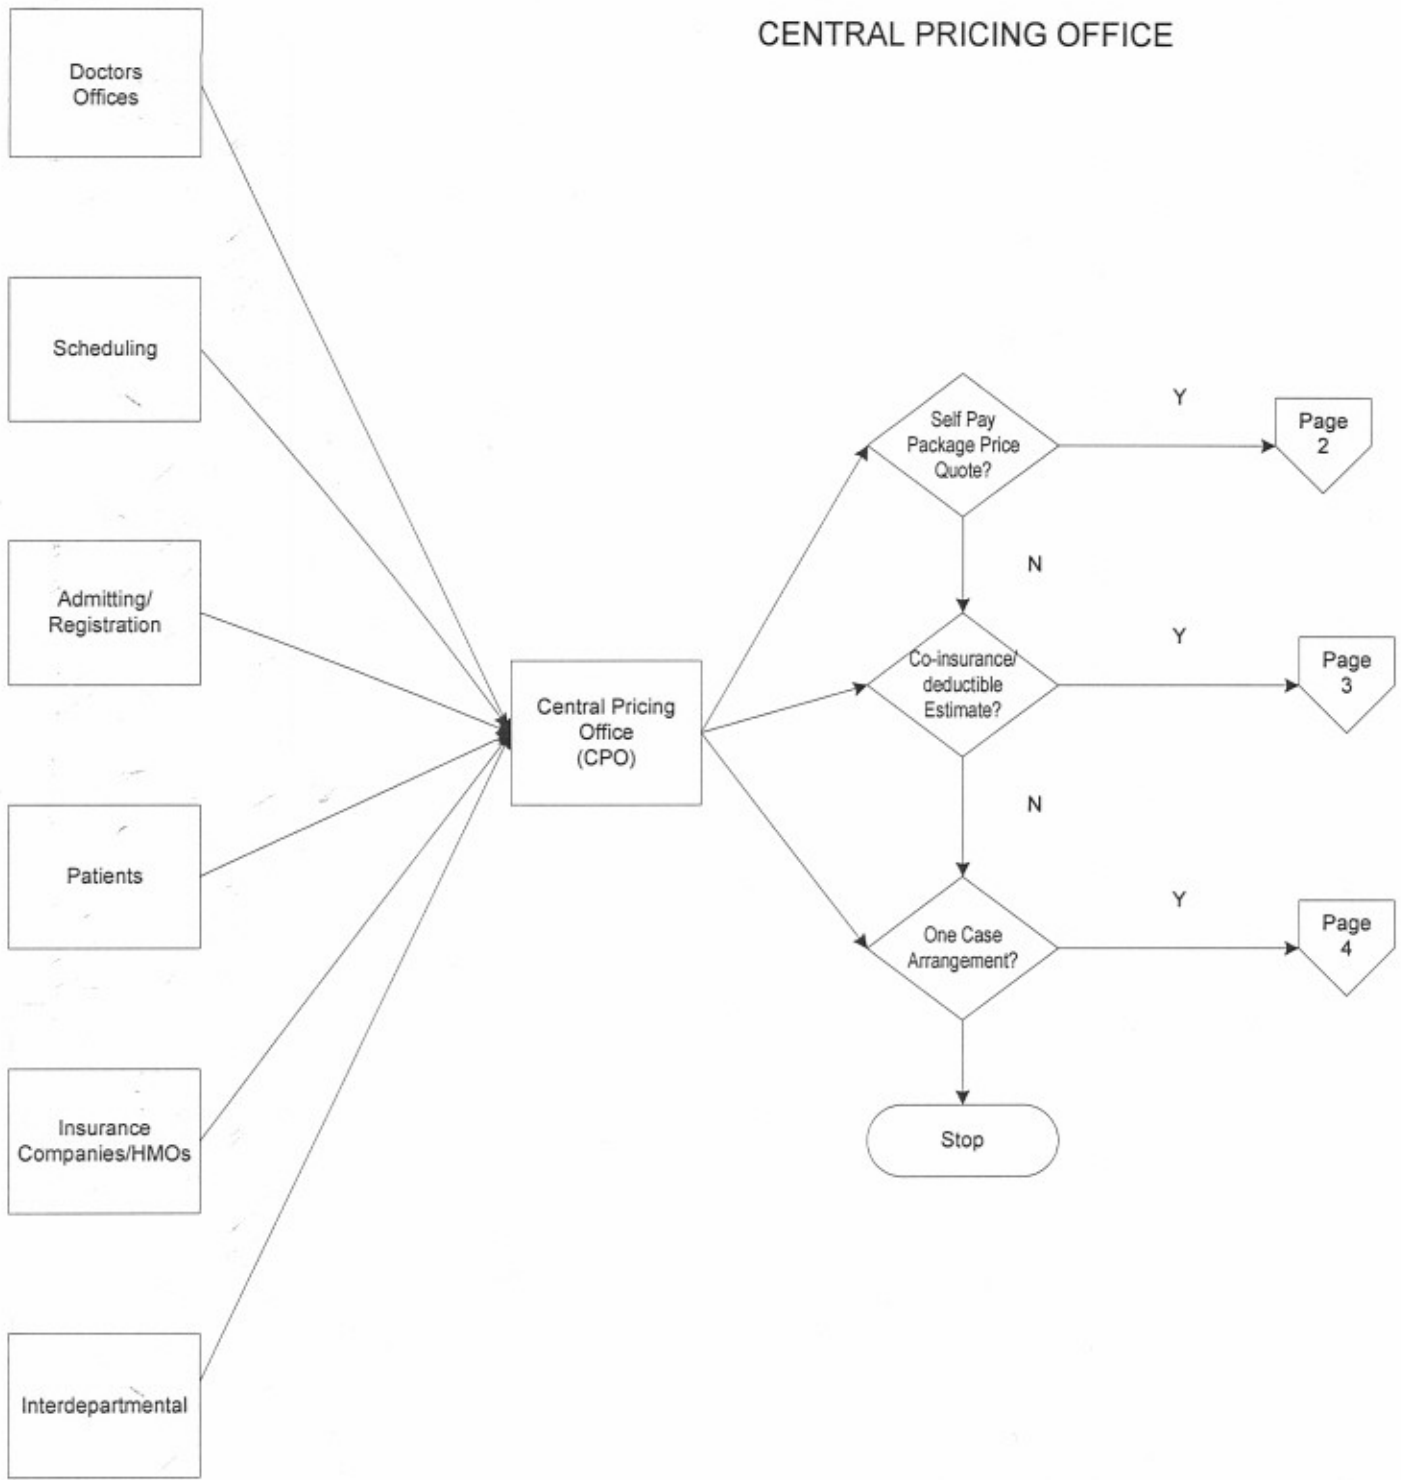 CENTRAL PRICING OFFICE
Doctors
Offices
Scheduling
Admitting/
Registration
Patients
Insurance
Companies/HMOs
Interdepartmental
Central Pricing
Office
(CPO)
Self Pay
Package Price
Quote?
Y
Page
2
N
Co-insurance/
deductible
Estimate?
Y
Page
3
N
One Case
Arrangement?
Y
Page
4
Stop